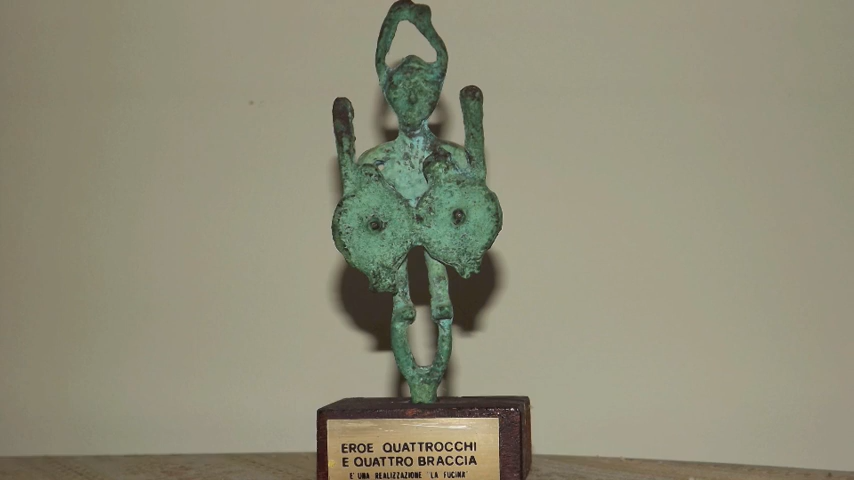 EROE QUATTROCCHI
E QUATTRO BRACCIA
E' UNA REALIZZAZIONE "LA FUCINA"